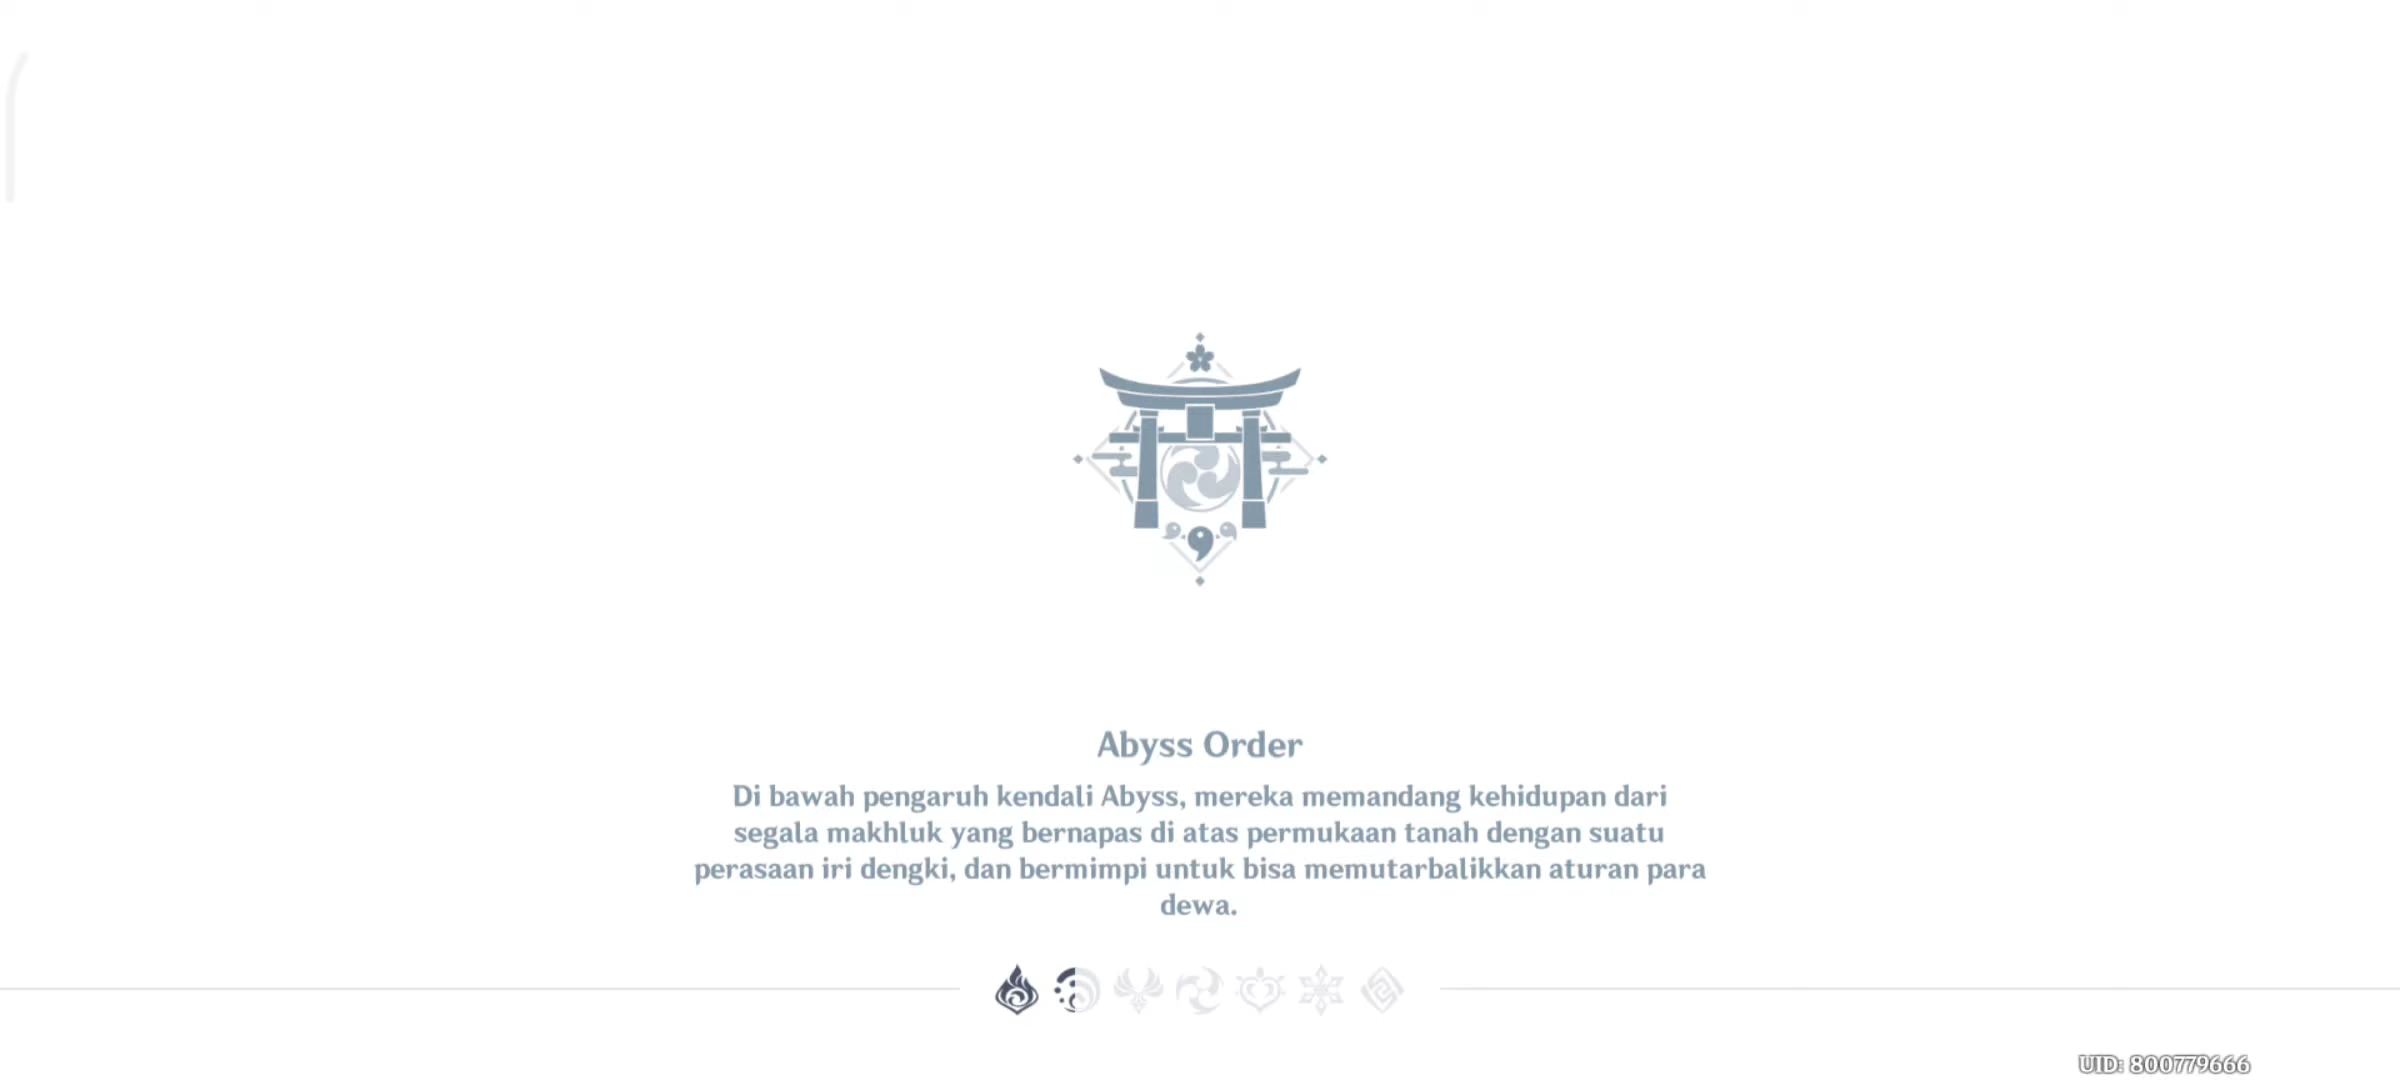 Abyss Order
Di bawah pengaruh kendali Abyss, mereka memandang kehidupan dari
segala makhluk yang bernapas di atas permukaan tanah dengan suatu
perasaan iri dengki, dan bermimpi untuk bisa memutarbalikkan aturan para
dewa.
UID: 800779666